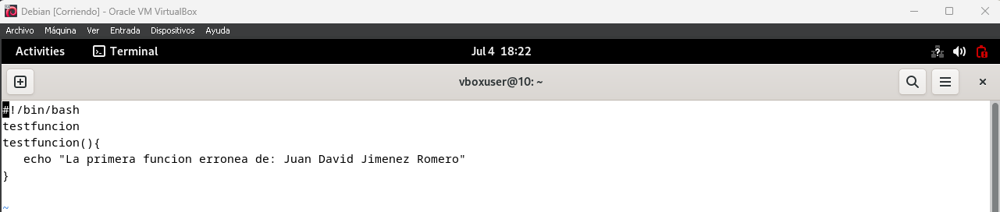 Debian [Corriendo] - Oracle VM VirtualBox
Archivo Máquina Ver Entrada Dispositivos Ayuda
Activities Terminal Jul 4 18:22
vboxuser@10: ~
#!/bin/bash
testfuncion
testfuncion(){
   echo "La primera funcion erronea de: Juan David Jimenez Romero"
}
~